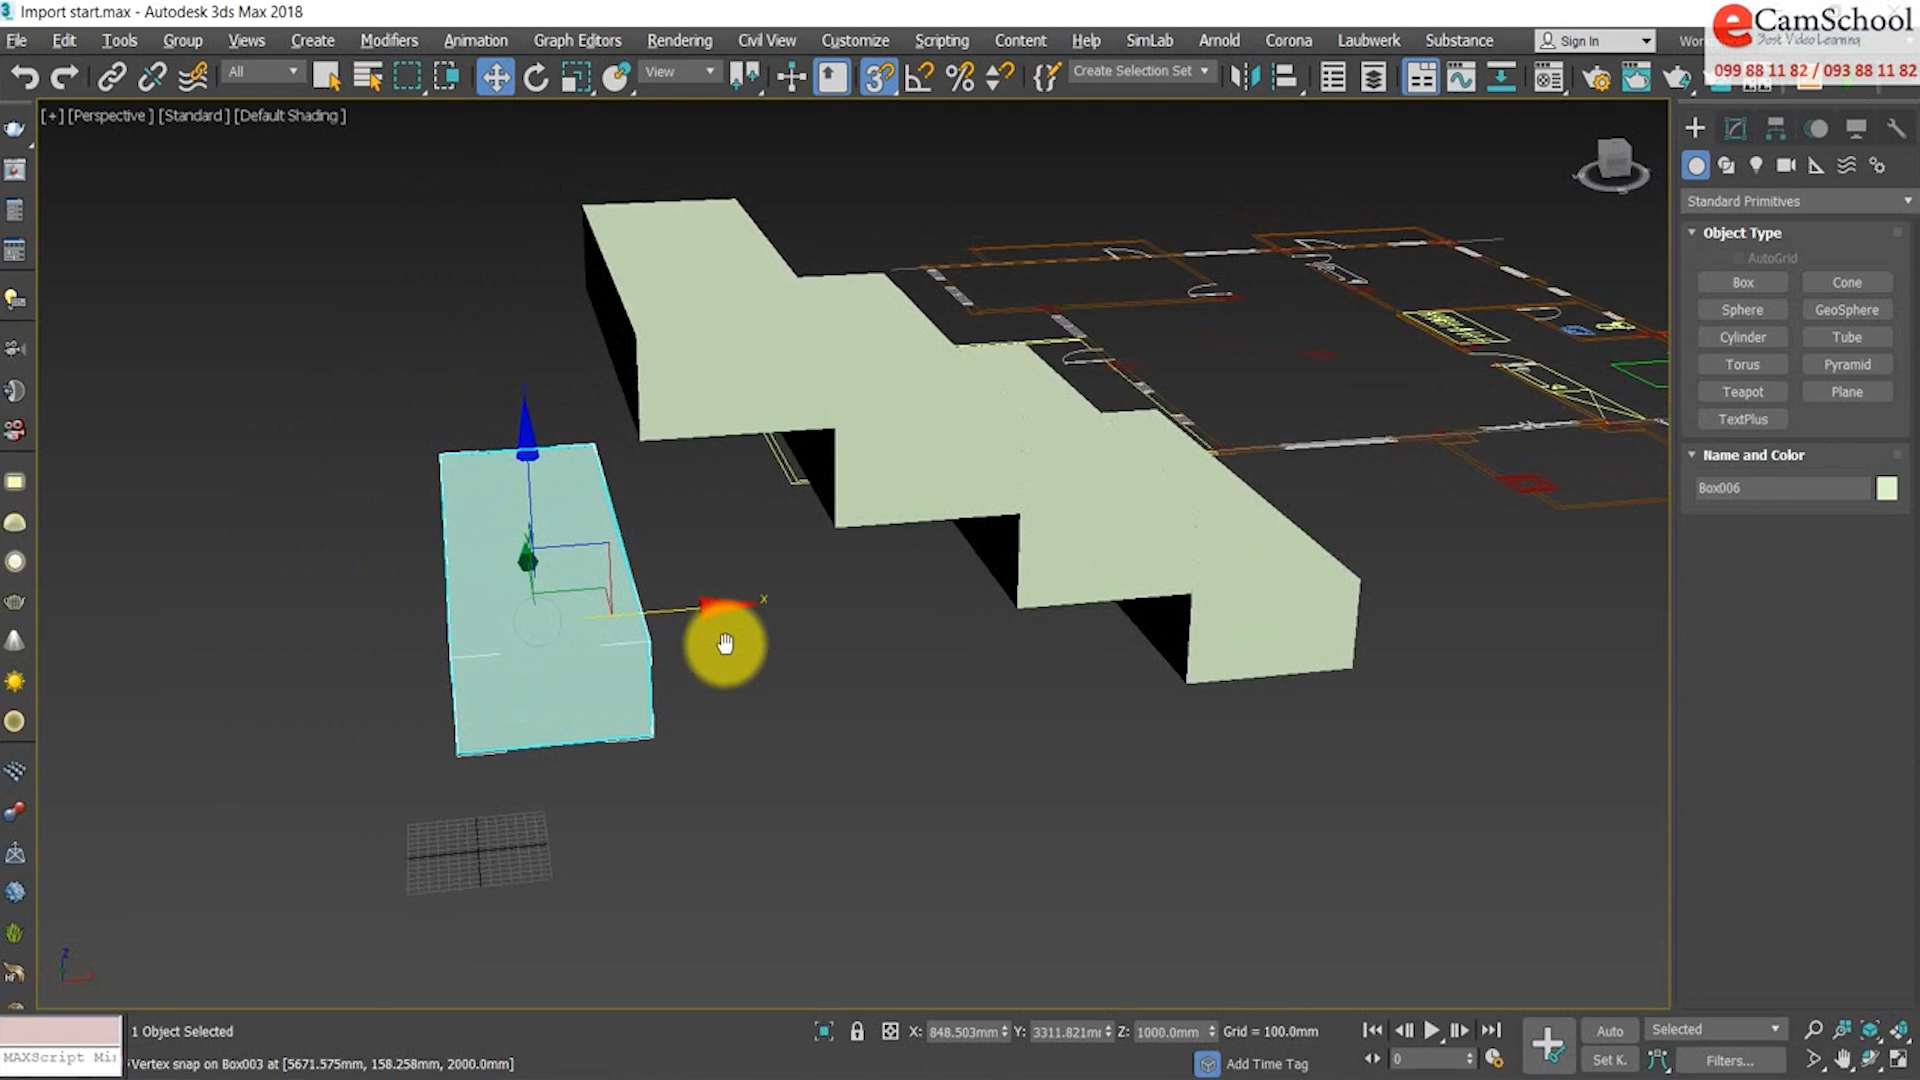 Import start.max - Autodesk 3ds Max 2018
eCamSchool
Best Video Learning
099 88 11 82 / 093 88 11 82
File Edit Tools Group Views Create Modifiers Animation Graph Editors Rendering Civil View Customize Scripting Content Help SimLab Arnold Corona Laubwerk Substance Sign In
All View Create Selection Set
[+] [Perspective ] [Standard ] [Default Shading ]
Standard Primitives
Object Type
AutoGrid
Box Cone
Sphere GeoSphere
Cylinder Tube
Torus Pyramid
Teapot Plane
TextPlus
Name and Color
Box006
x
z
1 Object Selected
X: 848.503mm Y: 3311.821mm Z: 1000.0mm Grid = 100.0mm
Auto Selected
MAXScript Mi
Vertex snap on Box003 at [5671.575mm, 158.258mm, 2000.0mm]
Add Time Tag
0
Set K. Filters...